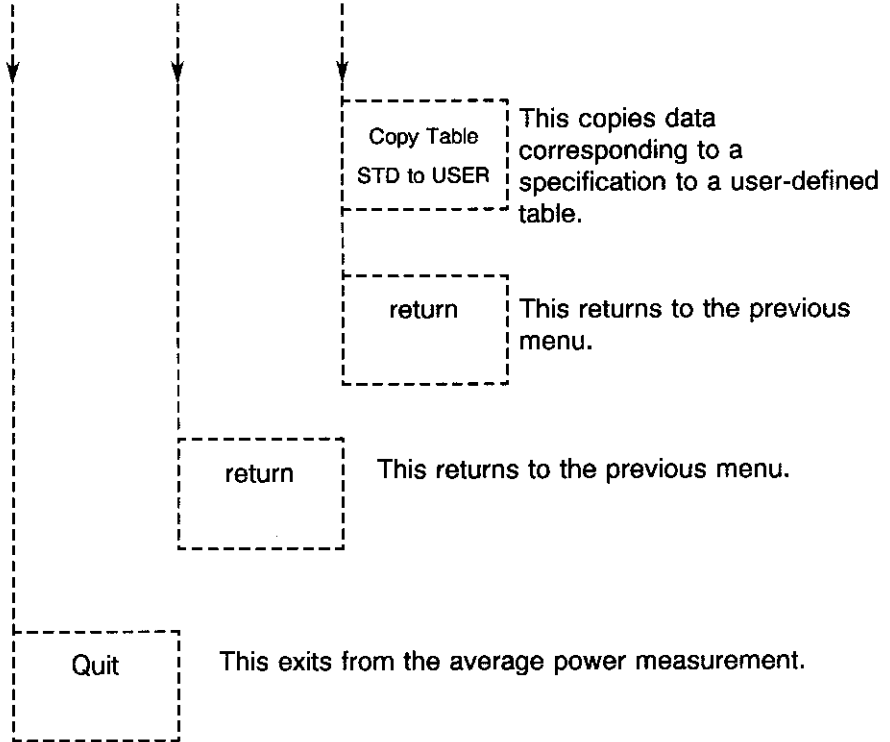 Copy Table
STD to USER
This copies data
corresponding to a
specification to a user-defined
table.
return
This returns to the previous
menu.
return
This returns to the previous menu.
Quit
This exits from the average power measurement.